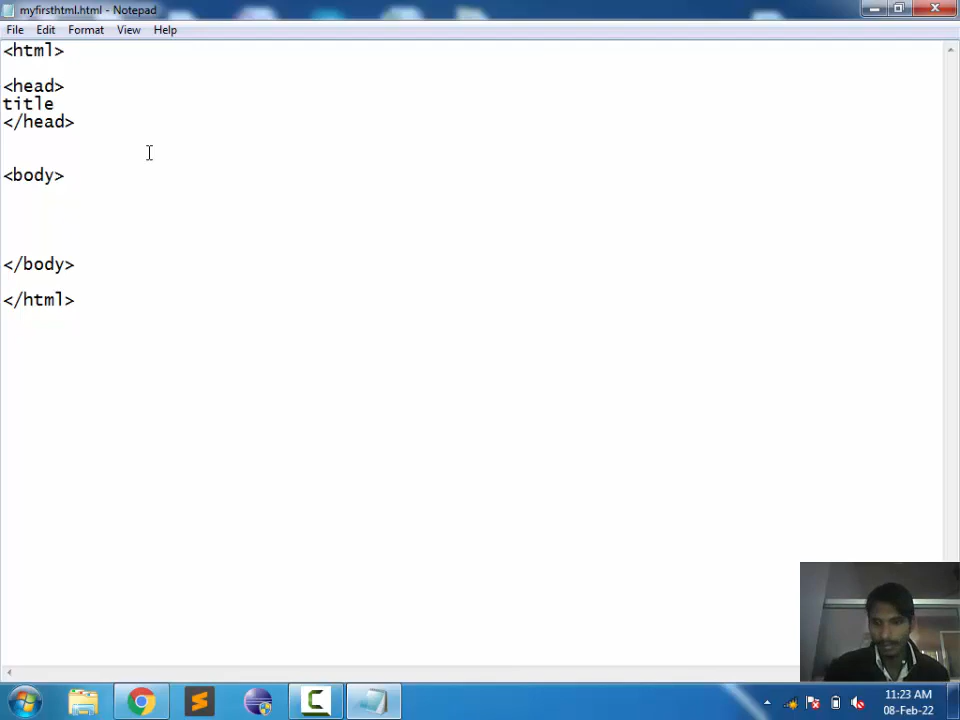 myfirsthtml.html - Notepad
File Edit Format View Help
<html>
<head>
title
</head>
<body>
</body>
</html>
11:23 AM
08-Feb-22